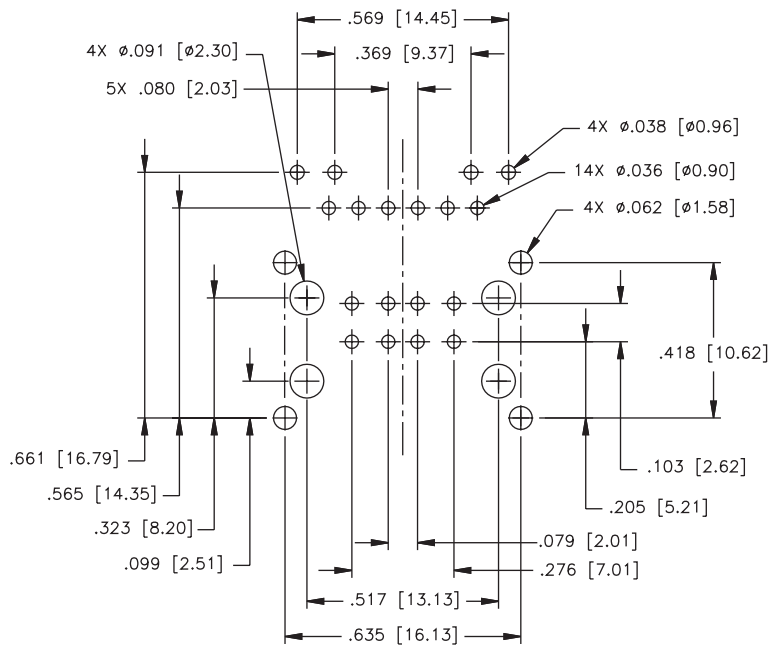 .569 [14.45]
4X ø.091 [ø2.30]
.369 [9.37]
5X .080 [2.03]
4X ø.038 [ø0.96]
14X ø.036 [ø0.90]
4X ø.062 [ø1.58]
.418 [10.62]
.661 [16.79]
.103 [2.62]
.565 [14.35]
.205 [5.21]
.323 [8.20]
.079 [2.01]
.099 [2.51]
.276 [7.01]
.517 [13.13]
.635 [16.13]